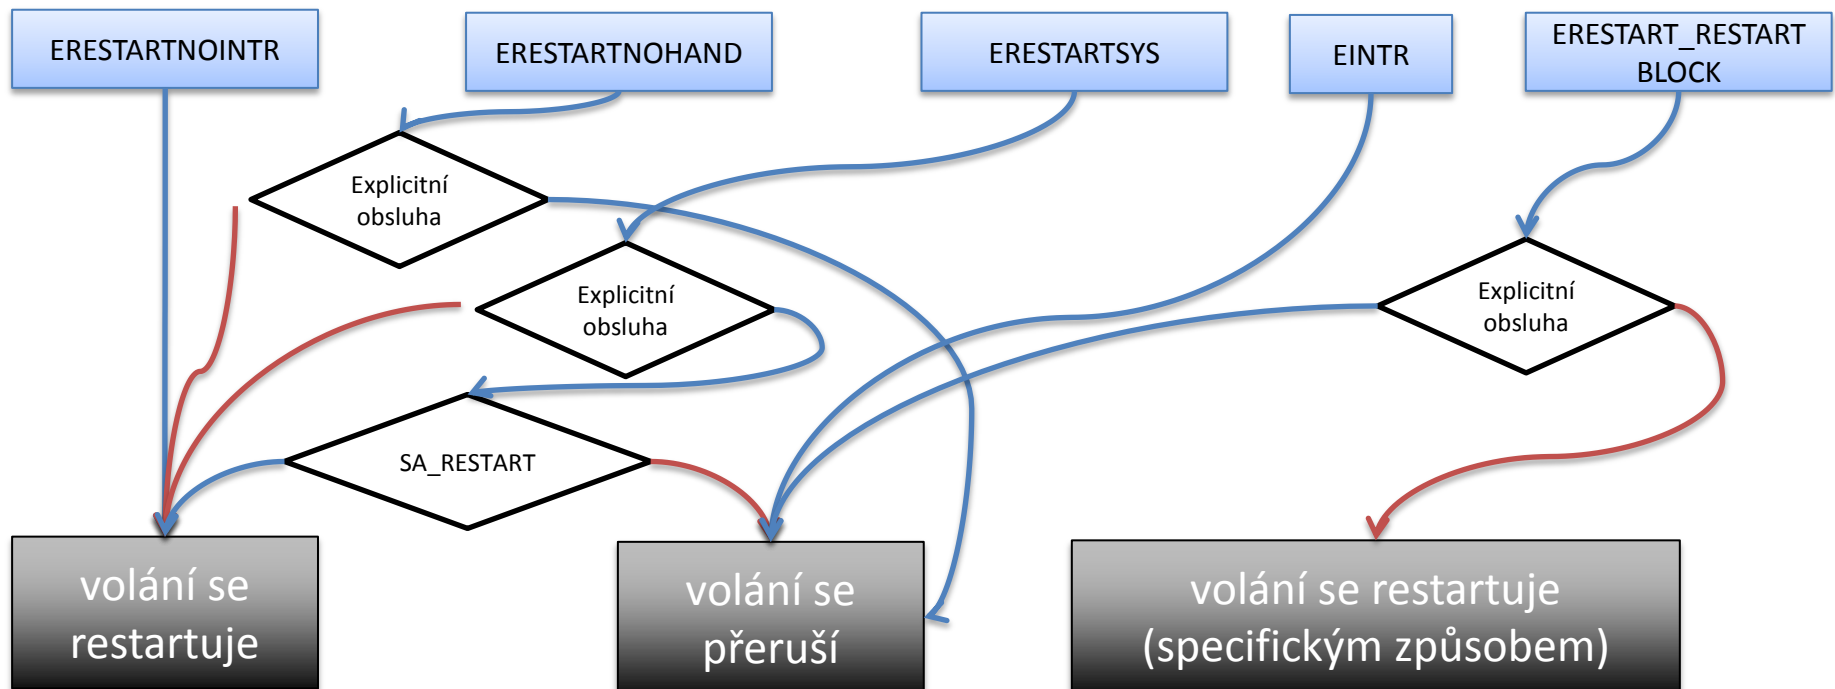 ERESTARTNOINTR
ERESTARTNOHAND
ERESTARTSYS
EINTR
ERESTART_RESTART
BLOCK
Explicitní
obsluha
Explicitní
obsluha
Explicitní
obsluha
SA_RESTART
volání se
restartuje
volání se
přeruší
volání se restartuje
(specifickým způsobem)